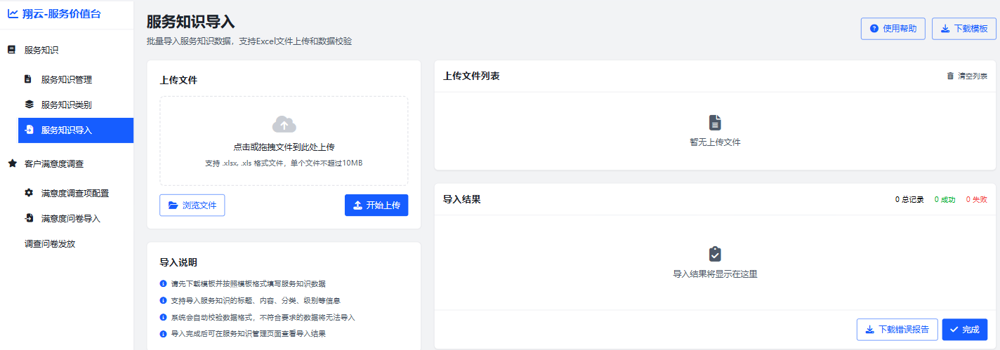 翔云-服务价值台
服务知识
服务知识管理
服务知识类别
服务知识导入
客户满意度调查
满意度调查项配置
满意度问卷导入
调查问卷发放
服务知识导入
批量导入服务知识数据，支持Excel文件上传和数据校验
使用帮助
下载模板
上传文件
点击或拖拽文件到此处上传
支持 .xlsx, .xls 格式文件，单个文件不超过10MB
浏览文件
开始上传
导入说明
请先下载模板并按照模板格式填写服务知识数据
支持导入服务知识的标题、内容、分类、级别等信息
系统会自动校验数据格式，不符合要求的数据将无法导入
导入完成后可在服务知识管理页面查看导入结果
上传文件列表
清空列表
暂无上传文件
导入结果
0 总记录 0 成功 0 失败
导入结果将显示在这里
下载错误报告
完成